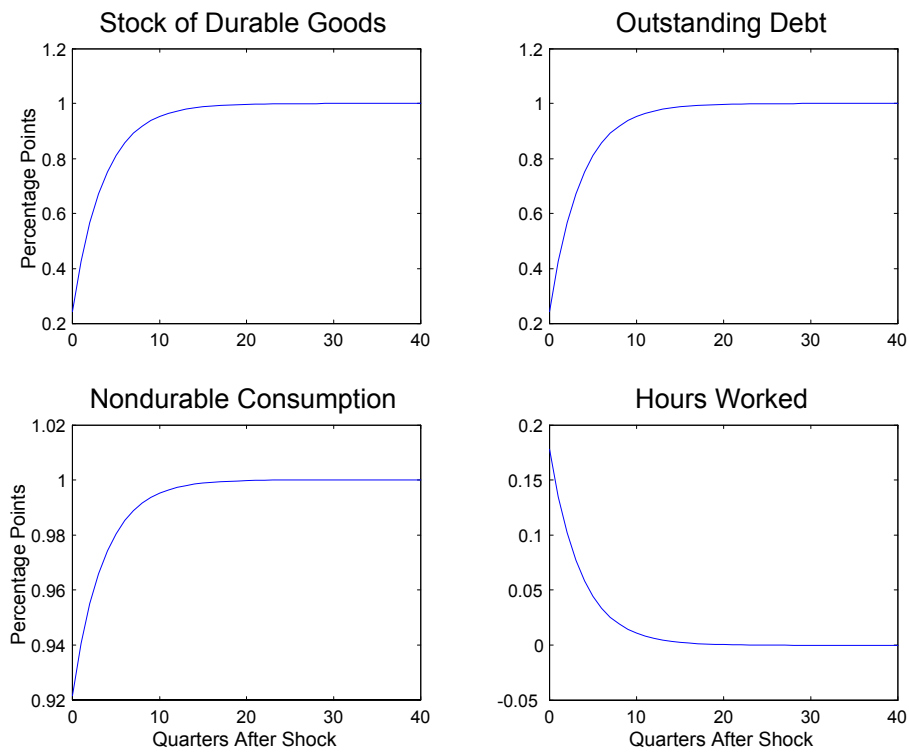 Stock of Durable Goods
Outstanding Debt
Percentage Points
1.2
1
0.8
0.6
0.4
0.2
0 10 20 30 40
1.2
1
0.8
0.6
0.4
0.2
0 10 20 30 40
Nondurable Consumption
Hours Worked
Percentage Points
1.02
1
0.98
0.96
0.94
0.92
0 10 20 30 40
Quarters After Shock
0.2
0.15
0.1
0.05
0
-0.05
0 10 20 30 40
Quarters After Shock